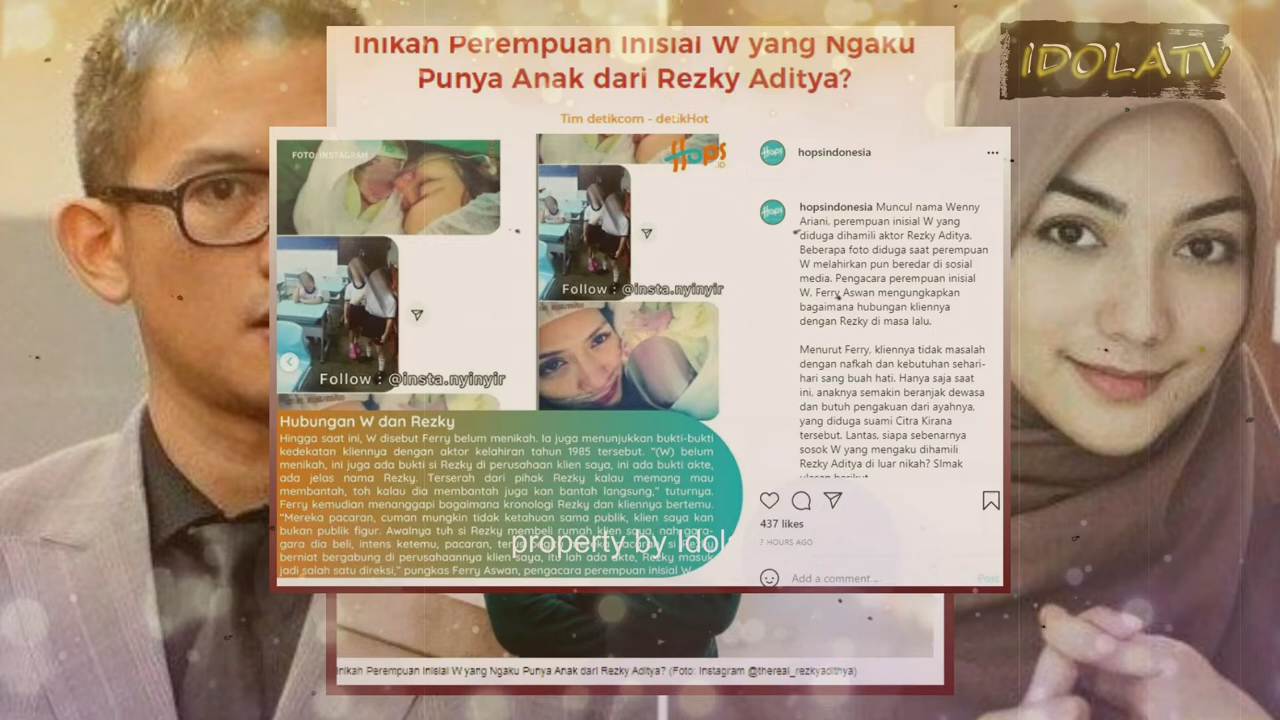 Inikah Perempuan Inisial W yang Ngaku
Punya Anak dari Rezky Aditya?
Tim detikcom - detikHot
IDOLATV
FOTO: INSTAGRAM
Hops
ID
Follow : @insta.nyinyir
Follow : @insta.nyinyir
Hubungan W dan Rezky
Hingga saat ini, W disebut Ferry belum menikah. Ia juga menunjukkan bukti-bukti
kedekatan kliennya dengan aktor kelahiran tahun 1985 tersebut. "(W) belum
menikah, ini juga ada bukti si Rezky di perusahaan klien saya, ini ada bukti akte,
ada jelas nama Rezky. Terserah dari pihak Rezky kalau memang mau
membantah, toh kalau dia membantah juga kan bantah langsung," tuturnya.
Ferry kemudian menanggapi bagaimana kronologi Rezky dan kliennya bertemu.
"Mereka pacaran, cuman mungkin tidak ketahuan sama publik, klien saya kan
bukan publik figur. Awalnya tuh si Rezky membeli rumah klien saya, nah gara-
gara dia beli, intens ketemu, pacaran,
berniat bergabung di perusahaannya klien saya, itu lah ada akte, Rezky masuk
jadi salah satu direksi," pungkas Ferry Aswan, pengacara perempuan inisial W
property by Idol
hopsindonesia
hopsindonesia Muncul nama Wenny
Ariani, perempuan inisial W yang
diduga dihamili aktor Rezky Aditya.
Beberapa foto diduga saat perempuan
W melahirkan pun beredar di sosial
media. Pengacara perempuan inisial
W, Ferry Aswan mengungkapkan
bagaimana hubungan kliennya
dengan Rezky di masa lalu.
Menurut Ferry, kliennya tidak masalah
dengan nafkah dan kebutuhan sehari-
hari sang buah hati. Hanya saja saat
ini, anaknya semakin beranjak dewasa
dan butuh pengakuan dari ayahnya,
yang diduga suami Citra Kirana
tersebut. Lantas, siapa sebenarnya
sosok W yang mengaku dihamili
Rezky Aditya di luar nikah? SImak
ulasan berikut
437 likes
HOURS AGO
Add a comment...
Post
Inikah Perempuan Inisial W yang Ngaku Punya Anak dari Rezky Aditya? (Foto: Instagram @thereal_rezkyadithya)